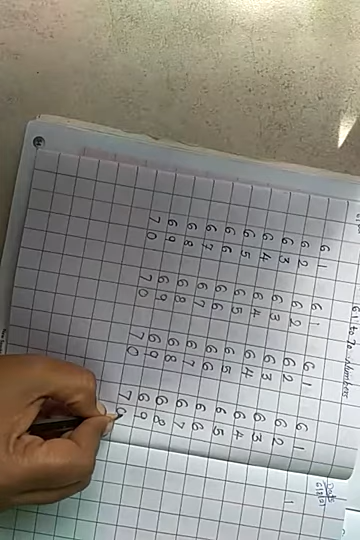 61 to 70 numbers
Date
61 61 61 61
62 62 62 62
63 63 63 63
64 64 64 64
65 65 65 65
66 66 66 66
67 67 67 67
68 68 68 68
69 69 69 69
70 70 70 70
1